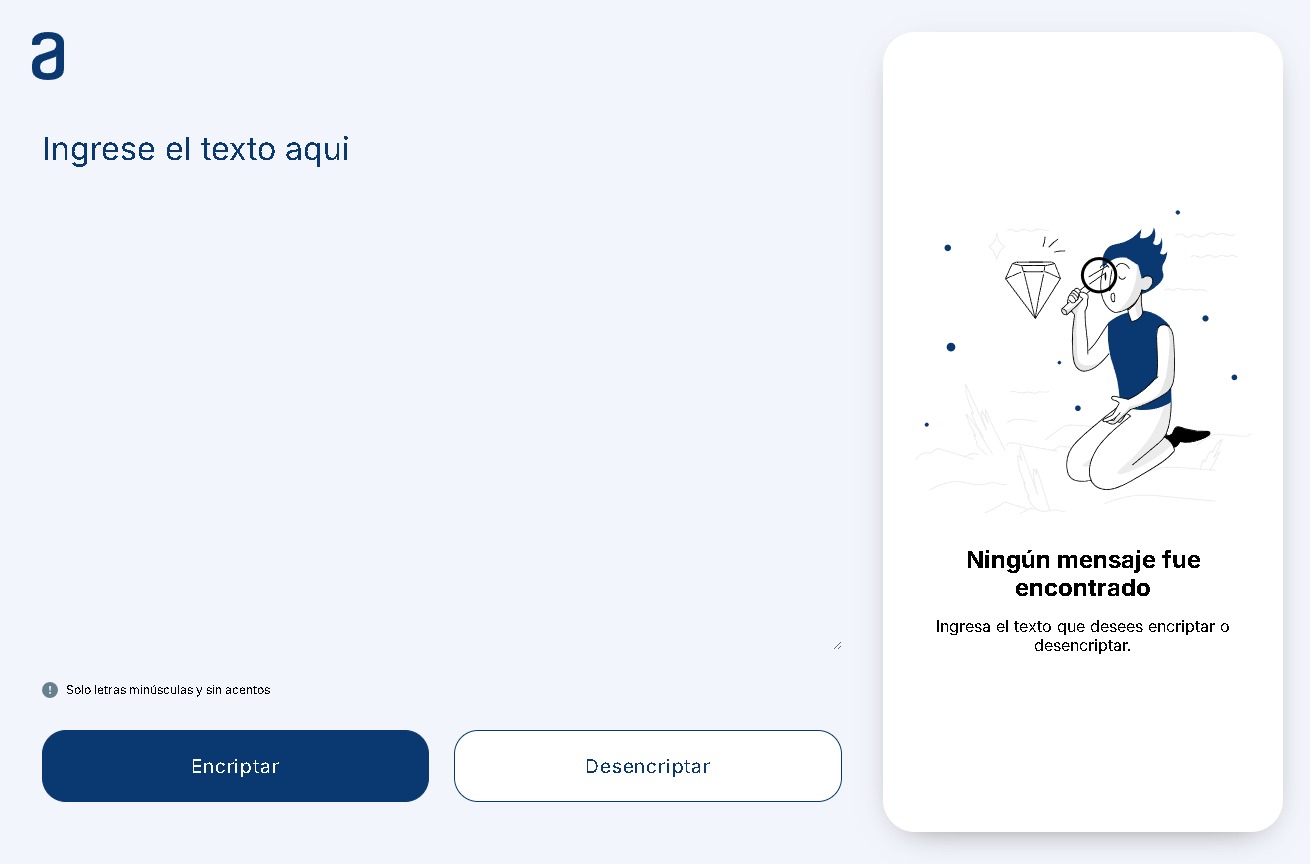 a
Ingrese el texto aqui
Solo letras minúsculas y sin acentos
Encriptar
Desencriptar
Ningún mensaje fue
encontrado
Ingresa el texto que desees encriptar o
desencriptar.